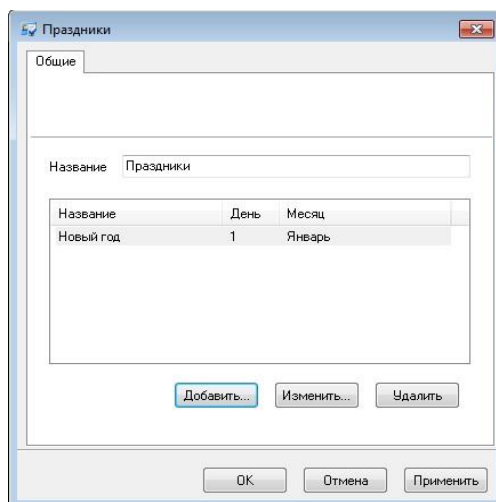 Праздники
Общие
Название Праздники
Название День Месяц
Новый год 1 Январь
Добавить... Изменить... Удалить
OK Отмена Применить